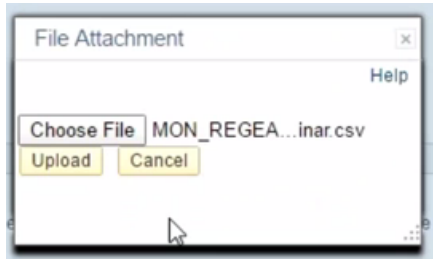 File Attachment ×
Help
Choose File MON_REGEA...inar.csv
Upload Cancel